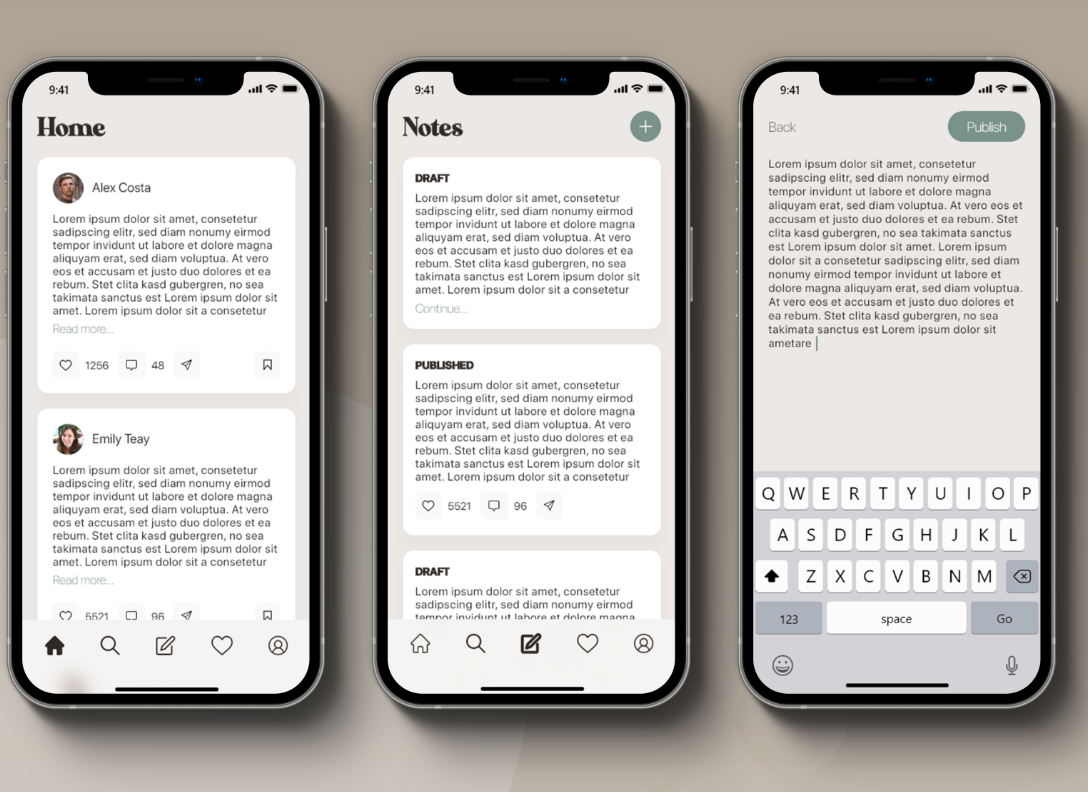 9:41
Home
Alex Costa
Lorem ipsum dolor sit amet, consetetur
sadipscing elitr, sed diam nonumy eirmod
tempor invidunt ut labore et dolore magna
aliguyam erat, sed diam voluptua. At vero
eos et accusam et justo duo dolores et ea
rebum. Stet clita kasd gubergren, no sea
takimata sanctus est Lorem ipsum dolor sit
amet. Lorem ipsum dolor sit a consetetur
Read more...
1256 48
Emily Teay
Lorem ipsum dolor sit amet, consetetur
sadipscing elitr, sed diam nonumy eirmod
tempor invidunt ut labore et dolore magna
aliguyam erat, sed diam voluptua. At vero
eos et accusam et justo duo dolores et ea
rebum. Stet clita kasd gubergren, no sea
takimata sanctus est Lorem ipsum dolor sit
amet. Lorem ipsum dolor sit a consetetur
Read more...
5521 96
9:41
Notes
DRAFT
Lorem ipsum dolor sit amet, consetetur
sadipscing elitr, sed diam nonumy eirmod
tempor invidunt ut labore et dolore magna
aliquyam erat, sed diam voluptua. At vero
eos et accusam et justo duo dolores et ea
rebum. Stet clita kasd gubergren, no sea
takimata sanctus est Lorem ipsum dolor sit
amet. Lorem ipsum dolor sit a consetetur
Continue...
PUBLISHED
Lorem ipsum dolor sit amet, consetetur
sadipscing elitr, sed diam nonumy eirmod
tempor invidunt ut labore et dolore magna
aliquyam erat, sed diam voluptua. At vero
eos et accusam et justo duo dolores et ea
rebum. Stet clita kasd gubergren, no sea
takimata sanctus est Lorem ipsum dolor sit
amet. Lorem ipsum dolor sit a consetetur
5521 96
DRAFT
Lorem ipsum dolor sit amet, consetetur
sadipscing elitr, sed diam nonumy eirmod
tempor invidunt ut labore et dolore magna
9:41
Back Publish
Lorem ipsum dolor sit amet, consetetur
sadipscing elitr, sed diam nonumy eirmod
tempor invidunt ut labore et dolore magna
aliquyam erat, sed diam voluptua. At vero eos et
accusam et justo duo dolores et ea rebum. Stet
clita kasd gubergren, no sea takimata sanctus
est Lorem ipsum dolor sit amet. Lorem ipsum
dolor sit a consetetur sadipscing elitr, sed diam
nonumy eirmod tempor invidunt ut labore et
dolore magna aliquyam erat, sed diam voluptua.
At vero eos et accusam et justo duo dolores et
ea rebum. Stet clita kasd gubergren, no sea
takimata sanctus est Lorem ipsum dolor sit
ametare
Q W E R T Y U I O P
A S D F G H J K L
Z X C V B N M
123 space Go